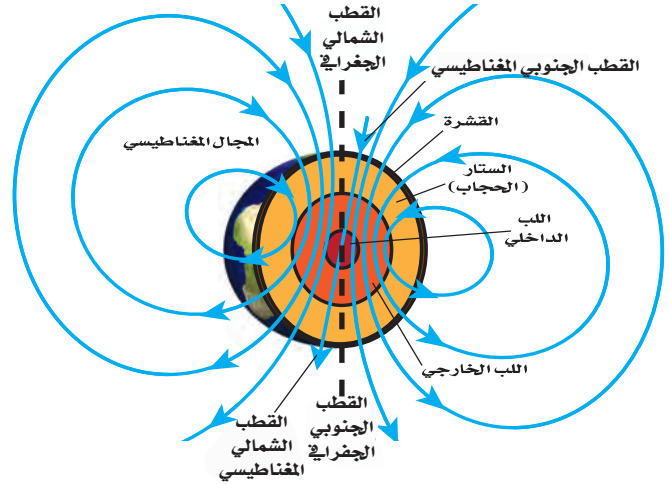 القطب
الشمالي
الجغرافي
القطب الجنوبي المغناطيسي
القشرة
المجال المغناطيسي
الستار
(الحجاب)
اللب
الداخلي
اللب الخارجي
القطب
الجنوبي
الجغرافي
القطب
الشمالي
المغناطيسي